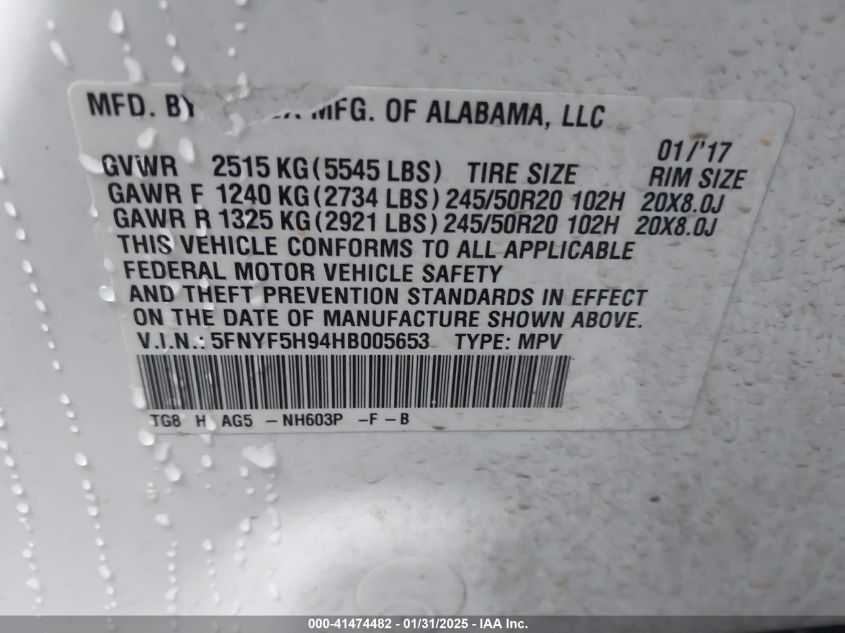 MFD. BY MFG. OF ALABAMA, LLC
01/'17
GVWR 2515 KG (5545 LBS) TIRE SIZE RIM SIZE
GAWR F 1240 KG (2734 LBS) 245/50R20 102H 20X8.0J
GAWR R 1325 KG (2921 LBS) 245/50R20 102H 20X8.0J
THIS VEHICLE CONFORMS TO ALL APPLICABLE
FEDERAL MOTOR VEHICLE SAFETY
AND THEFT PREVENTION STANDARDS IN EFFECT
ON THE DATE OF MANUFACTURE SHOWN ABOVE.
V.I.N.: 5FNYF5H94HB005653 TYPE: MPV
TG8 H AG5 - NH603P - F - B
000-41474482 - 01/31/2025 - IAA Inc.